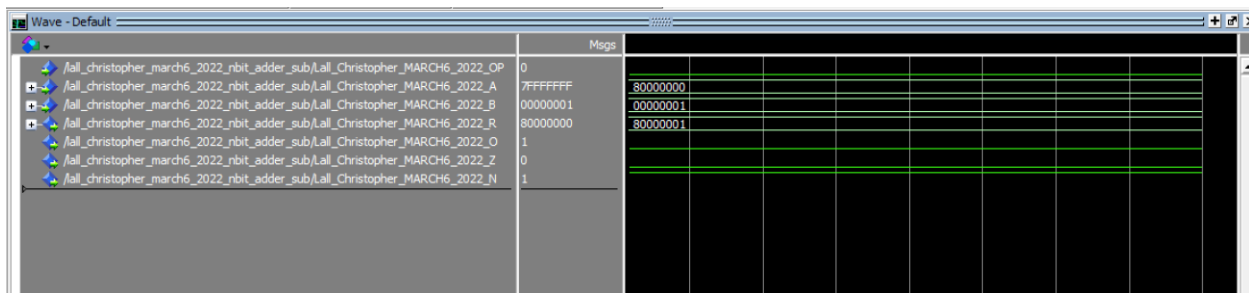 Wave - Default
Msgs
/lall_christopher_march6_2022_nbit_adder_sub/Lall_Christopher_MARCH6_2022_OP 0
/lall_christopher_march6_2022_nbit_adder_sub/Lall_Christopher_MARCH6_2022_A 7FFFFFFF 80000000
/lall_christopher_march6_2022_nbit_adder_sub/Lall_Christopher_MARCH6_2022_B 00000001 00000001
/lall_christopher_march6_2022_nbit_adder_sub/Lall_Christopher_MARCH6_2022_R 80000000 80000001
/lall_christopher_march6_2022_nbit_adder_sub/Lall_Christopher_MARCH6_2022_O 1
/lall_christopher_march6_2022_nbit_adder_sub/Lall_Christopher_MARCH6_2022_Z 0
/lall_christopher_march6_2022_nbit_adder_sub/Lall_Christopher_MARCH6_2022_N 1